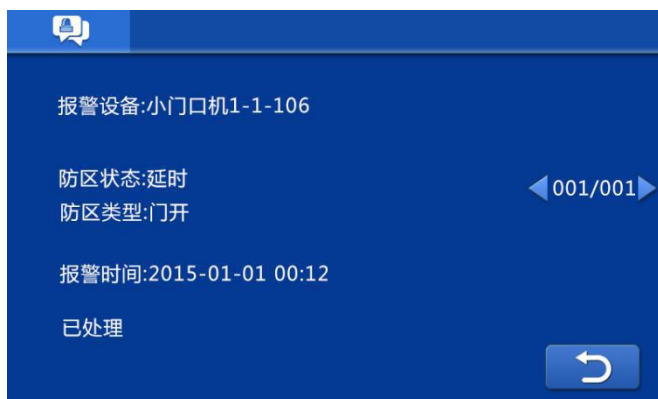 报警设备:小门口机1-1-106
防区状态:延时
001/001
防区类型:门开
报警时间:2015-01-01 00:12
已处理